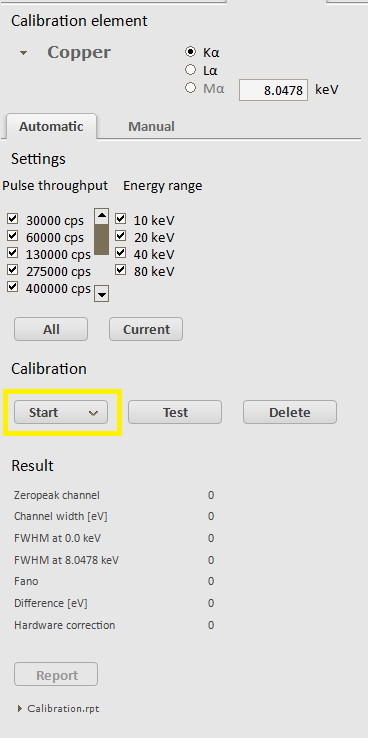 Calibration element
Copper
Kα
Lα
Mα 8.0478 keV
Automatic Manual
Settings
Pulse throughput Energy range
30000 cps 10 keV
60000 cps 20 keV
130000 cps 40 keV
275000 cps 80 keV
400000 cps
All Current
Calibration
Start Test Delete
Result
Zeropeak channel 0
Channel width [eV] 0
FWHM at 0.0 keV 0
FWHM at 8.0478 keV 0
Fano 0
Difference [eV] 0
Hardware correction 0
Report
Calibration.rpt